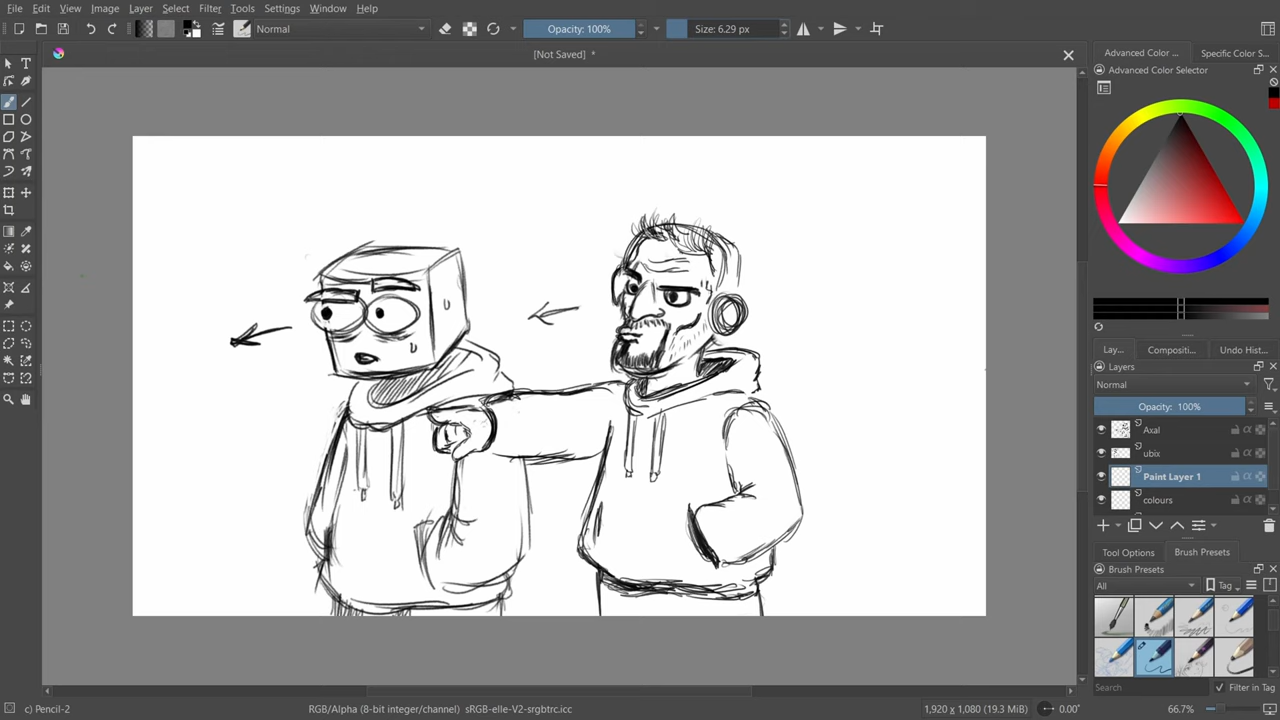 File Edit View Image Layer Select Filter Tools Settings Window Help
Normal
Opacity: 100%
Size: 6.29 px
[Not Saved] *
Advanced Color ...
Specific Color S...
Advanced Color Selector
Lay...
Compositi...
Undo Hist...
Layers
Normal
Opacity: 100%
Axal
ubix
Paint Layer 1
colours
Tool Options
Brush Presets
Brush Presets
All
Tag
Search
Filter in Tag
c) Pencil-2
RGB/Alpha (8-bit integer/channel) sRGB-elle-V2-srgbtrc.icc
1,920 x 1,080 (19.3 MiB)
0.00°
66.7%